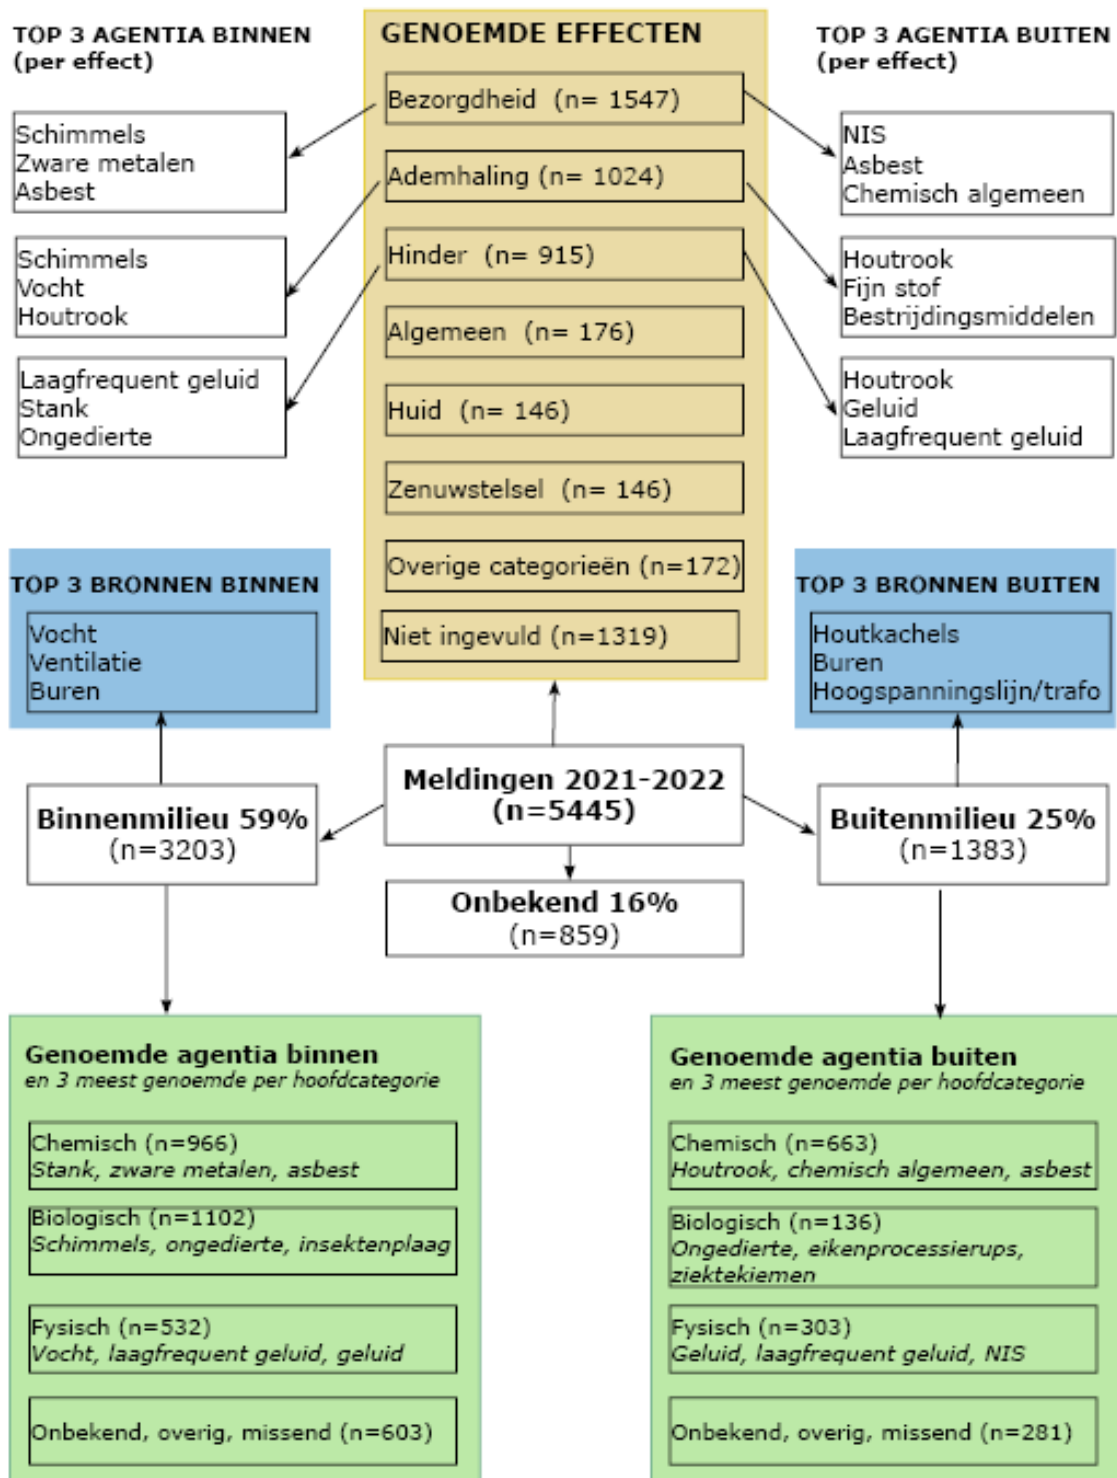 TOP 3 AGENTIA BINNEN
(per effect)
Schimmels
Zware metalen
Asbest
Schimmels
Vocht
Houtrook
Laagfrequent geluid
Stank
Ongedierte
GENOEMDE EFFECTEN
Bezorgdheid (n= 1547)
Ademhaling (n= 1024)
Hinder (n= 915)
Algemeen (n= 176)
Huid (n= 146)
Zenuwstelsel (n= 146)
Overige categorieën (n=172)
Niet ingevuld (n=1319)
TOP 3 AGENTIA BUITEN
(per effect)
NIS
Asbest
Chemisch algemeen
Houtrook
Fijn stof
Bestrijdingsmiddelen
Houtrook
Geluid
Laagfrequent geluid
TOP 3 BRONNEN BINNEN
Vocht
Ventilatie
Buren
TOP 3 BRONNEN BUITEN
Houtkachels
Buren
Hoogspanningslijn/trafo
Binnenmilieu 59%
(n=3203)
Meldingen 2021-2022
(n=5445)
Buitenmilieu 25%
(n=1383)
Onbekend 16%
(n=859)
Genoemde agentia binnen
en 3 meest genoemde per hoofdcategorie
Chemisch (n=966)
Stank, zware metalen, asbest
Biologisch (n=1102)
Schimmels, ongedierte, insektenplaag
Fysisch (n=532)
Vocht, laagfrequent geluid, geluid
Onbekend, overig, missend (n=603)
Genoemde agentia buiten
en 3 meest genoemde per hoofdcategorie
Chemisch (n=663)
Houtrook, chemisch algemeen, asbest
Biologisch (n=136)
Ongedierte, eikenprocessierups,
ziektekiemen
Fysisch (n=303)
Geluid, laagfrequent geluid, NIS
Onbekend, overig, missend (n=281)